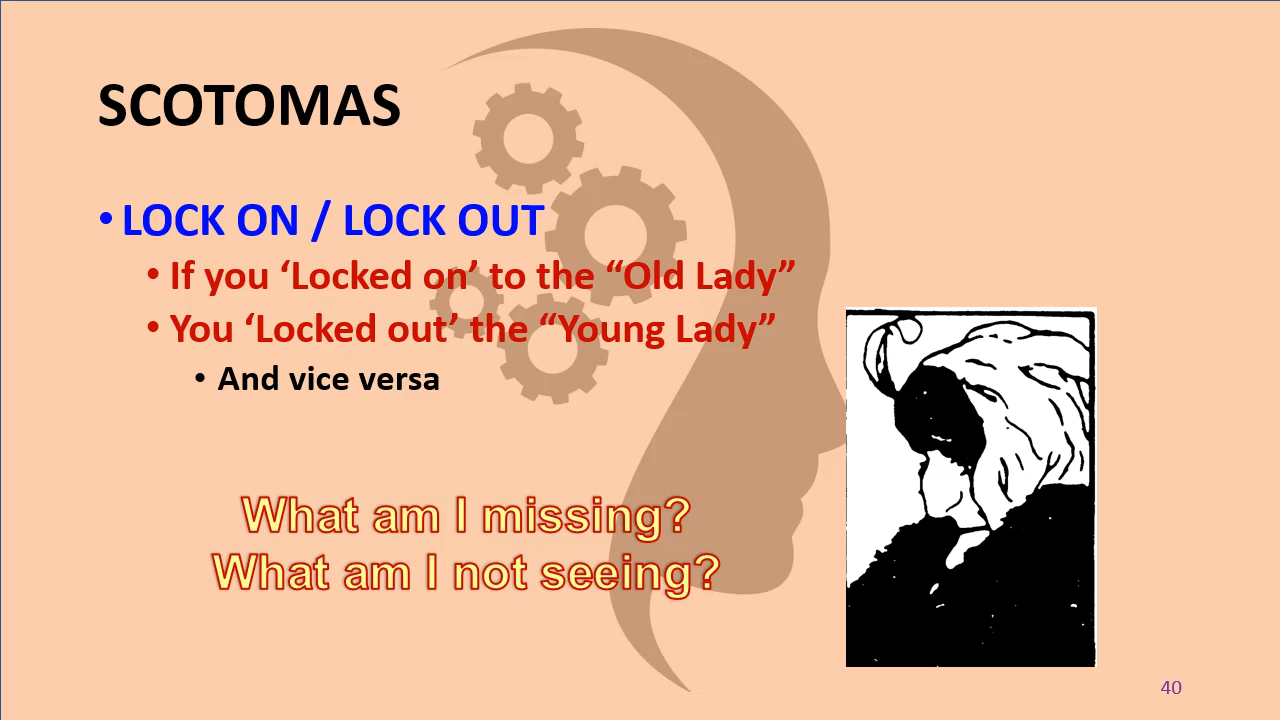 SCOTOMAS
• LOCK ON / LOCK OUT
• If you ‘Locked on’ to the “Old Lady”
• You ‘Locked out’ the “Young Lady”
• And vice versa
What am I missing?
What am I not seeing?
40